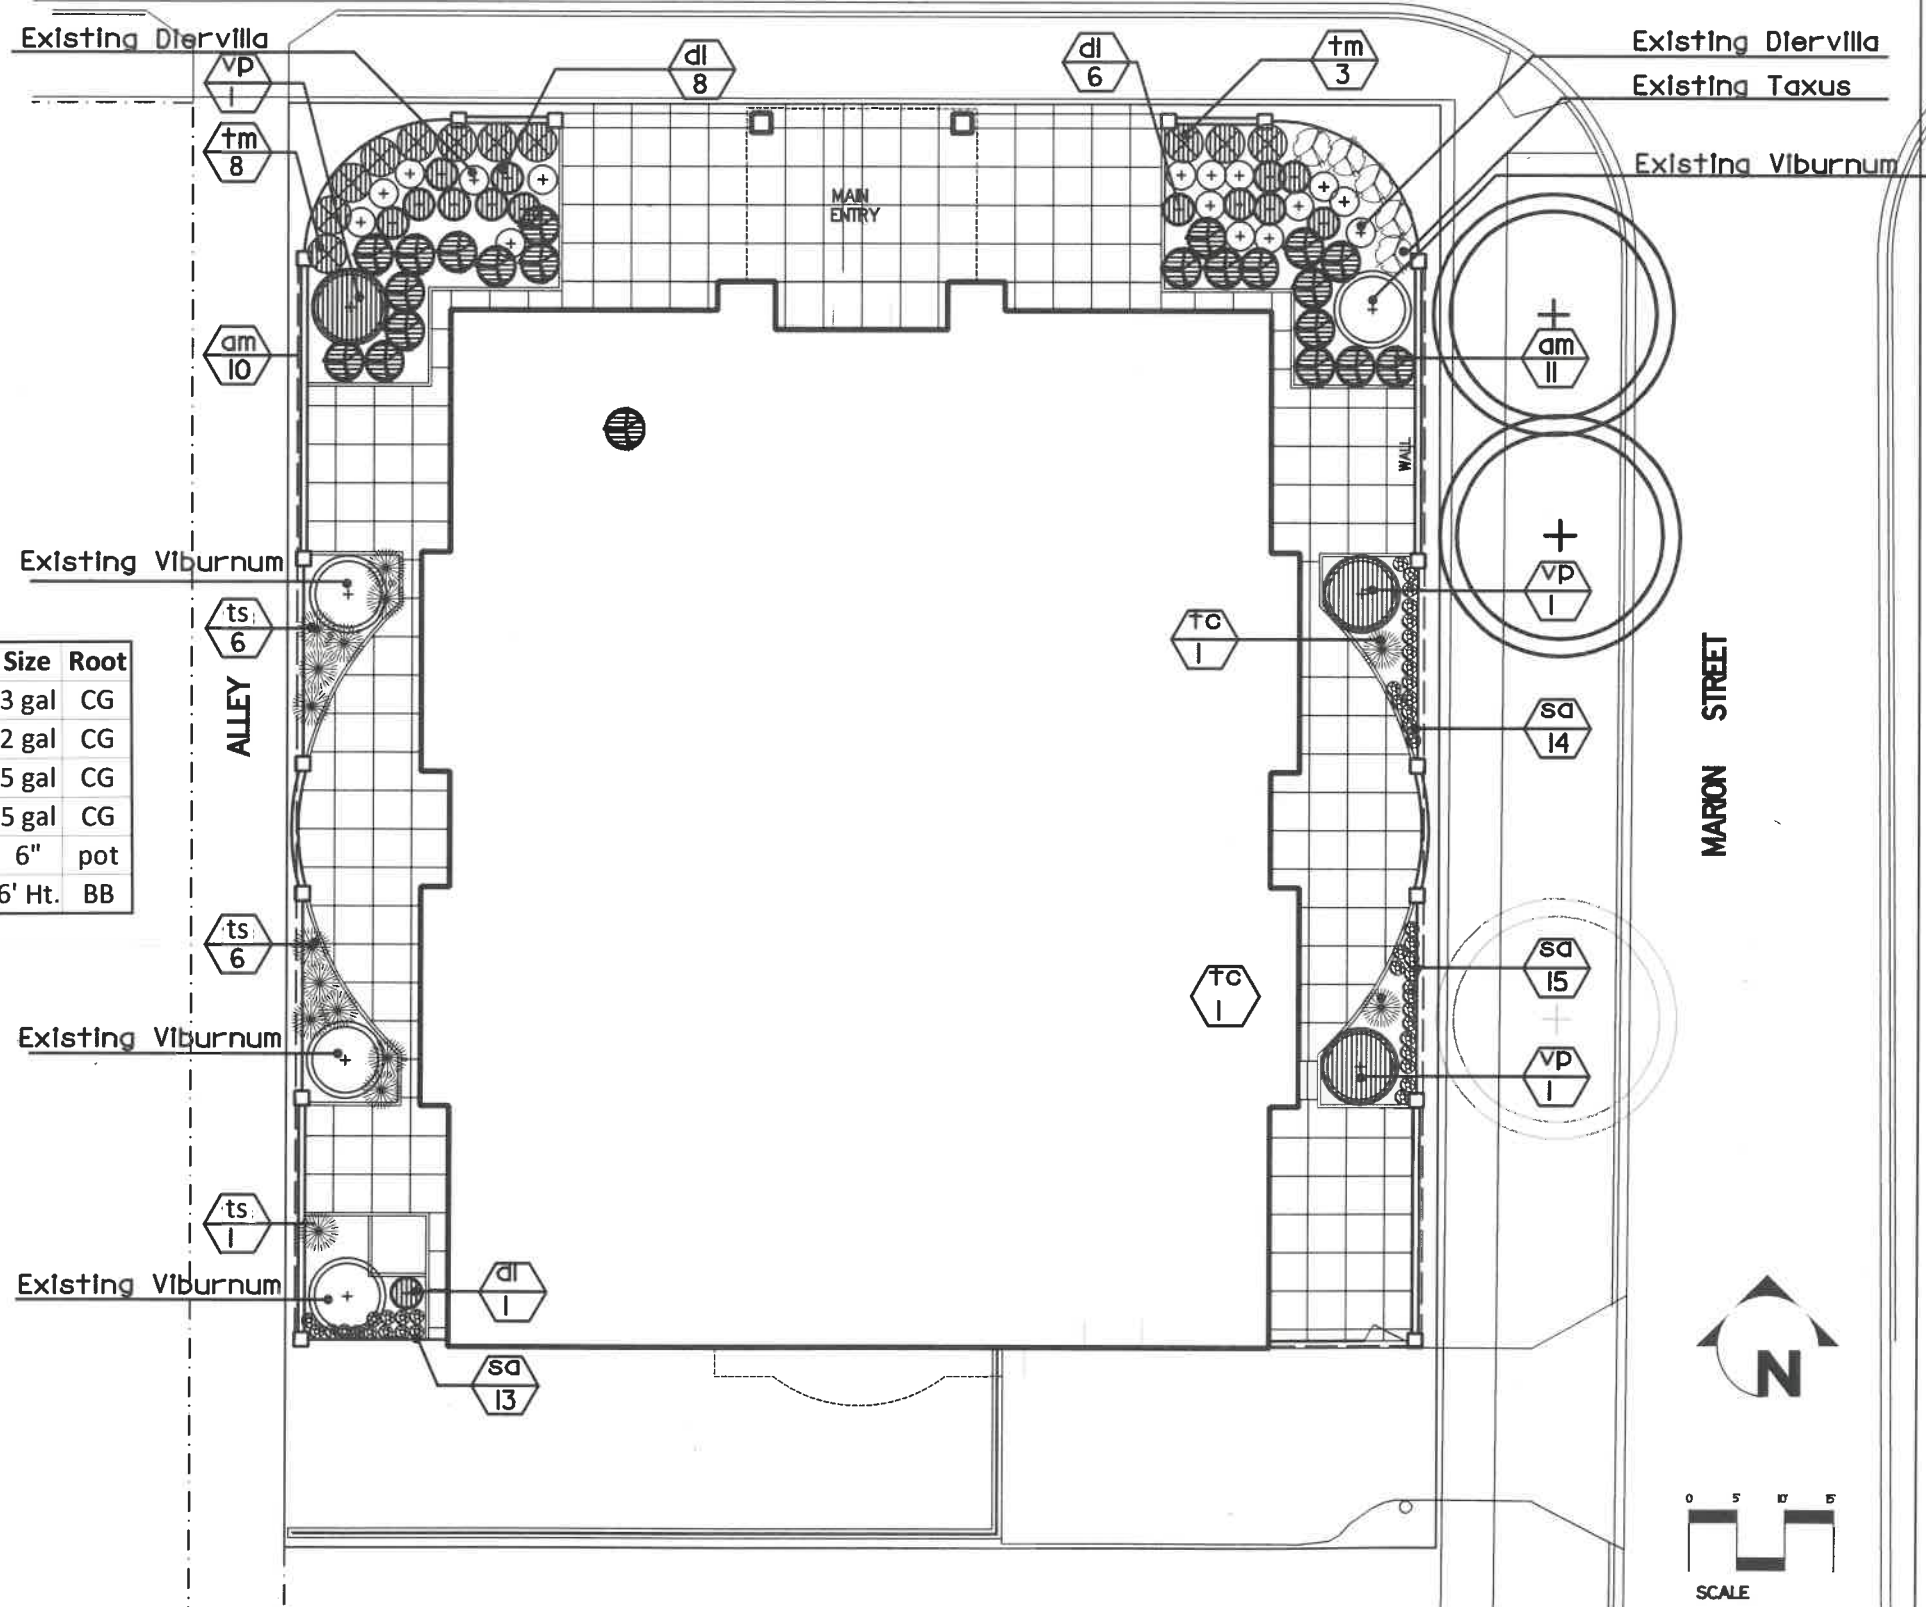 Existing Diervilla
vp
1
dl
8
dl
6
tm
3
Existing Diervilla
Existing Taxus
tm
8
Existing Viburnum
MAIN
ENTRY
am
10
am
11
WALL
Existing Viburnum
vp
1
ts
6
tc
1
Size Root
3 gal CG
2 gal CG
5 gal CG
5 gal CG
6" pot
6' Ht. BB
ALLEY
MARION STREET
sa
14
ts
6
sa
15
tc
1
Existing Viburnum
vp
1
ts
1
Existing Viburnum
dl
1
sa
13
N
0 5 10 15
SCALE